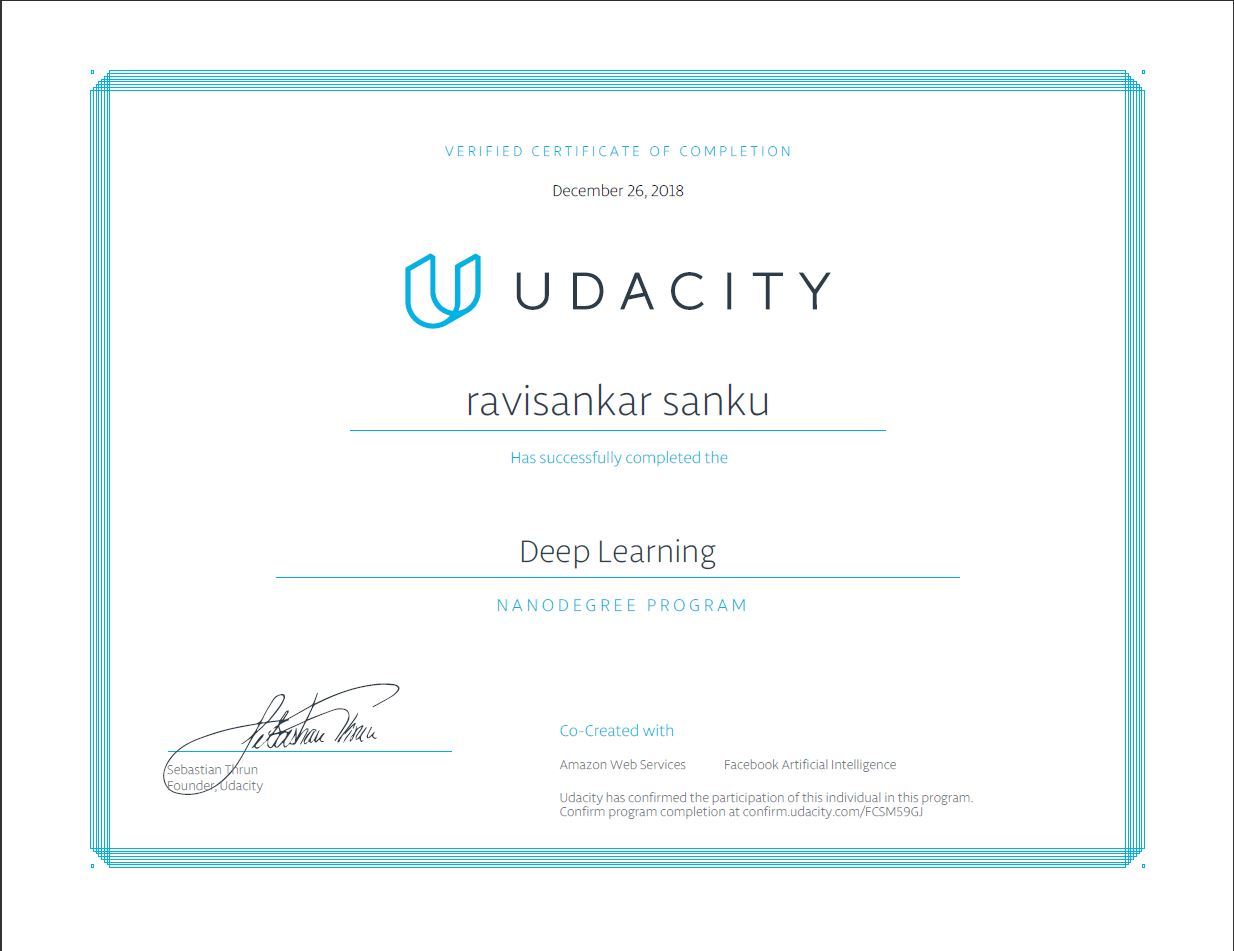 VERIFIED CERTIFICATE OF COMPLETION
December 26, 2018
UDACITY
ravisankar sanku
Has successfully completed the
Deep Learning
NANODEGREE PROGRAM
Sebastian Thrun
Sebastian Thrun
Founder, Udacity
Co-Created with
Amazon Web Services Facebook Artificial Intelligence
Udacity has confirmed the participation of this individual in this program.
Confirm program completion at confirm.udacity.com/FCSM59GJ